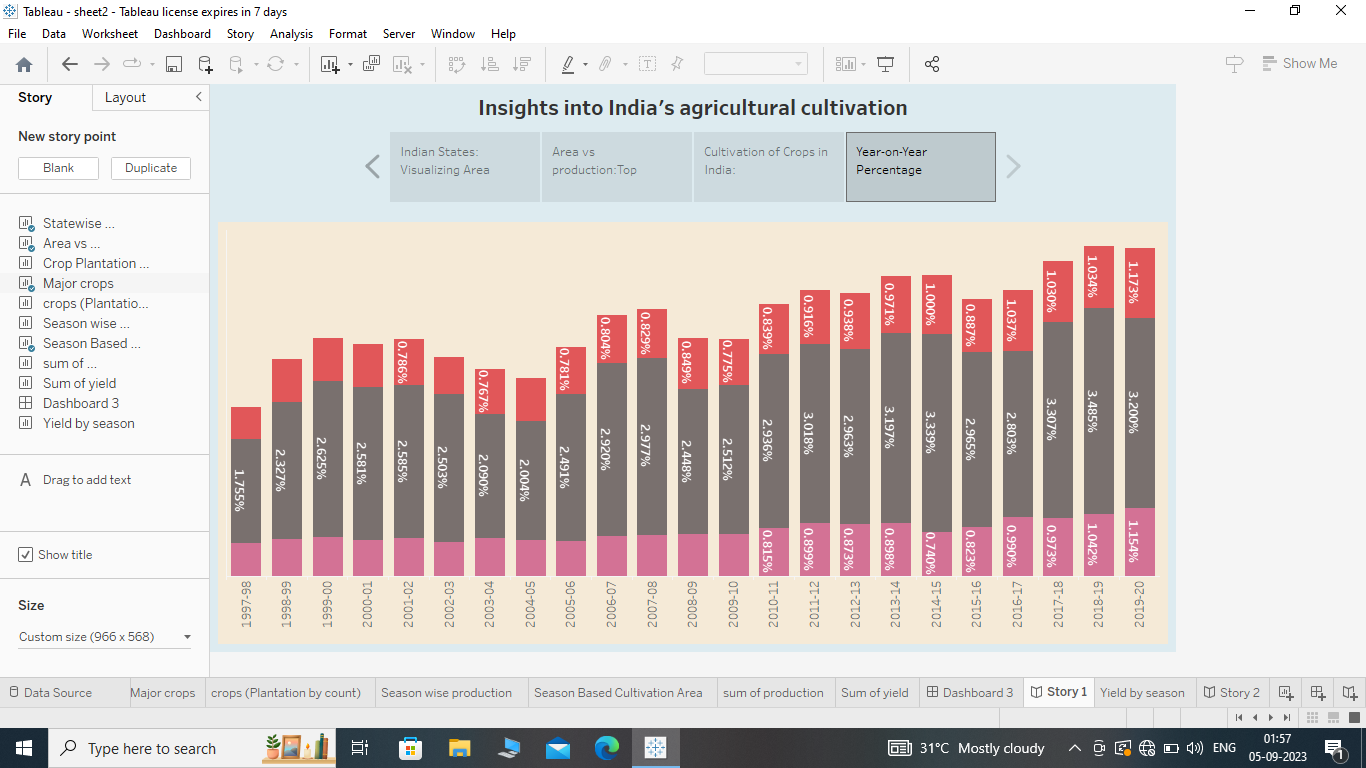 Tableau - sheet2 - Tableau license expires in 7 days
File Data Worksheet Dashboard Story Analysis Format Server Window Help
Show Me
Story Layout
New story point
Blank Duplicate
Statewise ...
Area vs ...
Crop Plantation ...
Major crops
crops (Plantatio...
Season wise ...
Season Based ...
sum of ...
Sum of yield
Dashboard 3
Yield by season
A Drag to add text
Show title
Size
Custom size (966 x 568)
Insights into India’s agricultural cultivation
Indian States:
Visualizing Area
Area vs
production:Top
Cultivation of Crops in
India:
Year-on-Year
Percentage
0.786% 0.767% 0.781% 0.804% 0.829% 0.849% 0.775% 0.839% 0.916% 0.938% 0.971% 1.000% 0.887% 1.037% 1.030% 1.034% 1.173%
1.755% 2.327% 2.625% 2.581% 2.585% 2.503% 2.090% 2.004% 2.491% 2.920% 2.977% 2.448% 2.512% 2.936% 3.018% 2.963% 3.197% 3.339% 2.965% 2.803% 3.307% 3.485% 3.200%
0.815% 0.899% 0.873% 0.898% 0.740% 0.823% 0.990% 0.973% 1.042% 1.154%
1997-98 1998-99 1999-00 2000-01 2001-02 2002-03 2003-04 2004-05 2005-06 2006-07 2007-08 2008-09 2009-10 2010-11 2011-12 2012-13 2013-14 2014-15 2015-16 2016-17 2017-18 2018-19 2019-20
Data Source Major crops crops (Plantation by count) Season wise production Season Based Cultivation Area sum of production Sum of yield Dashboard 3 Story 1 Yield by season Story 2
Type here to search
31°C Mostly cloudy
ENG
01:57
05-09-2023
1